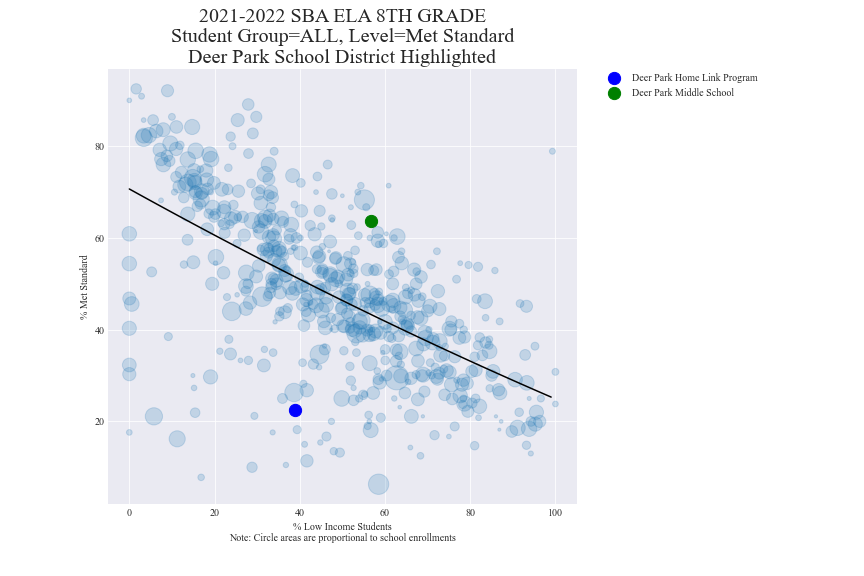 2021-2022 SBA ELA 8TH GRADE
Student Group=ALL, Level=Met Standard
Deer Park School District Highlighted
Deer Park Home Link Program
Deer Park Middle School
80
60
40
20
% Met Standard
0 20 40 60 80 100
% Low Income Students
Note: Circle areas are proportional to school enrollments